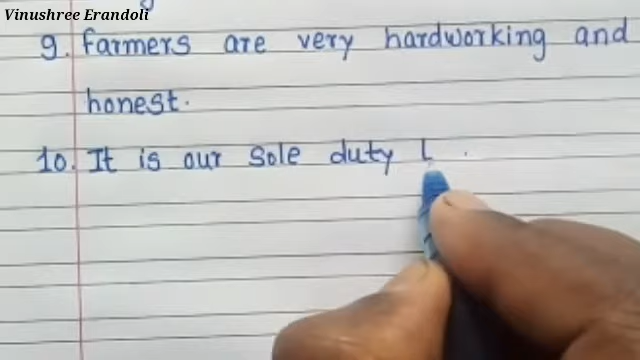 Vinushree Erandoli
9. Farmers are very hardworking and
honest.
10. It is our sole duty